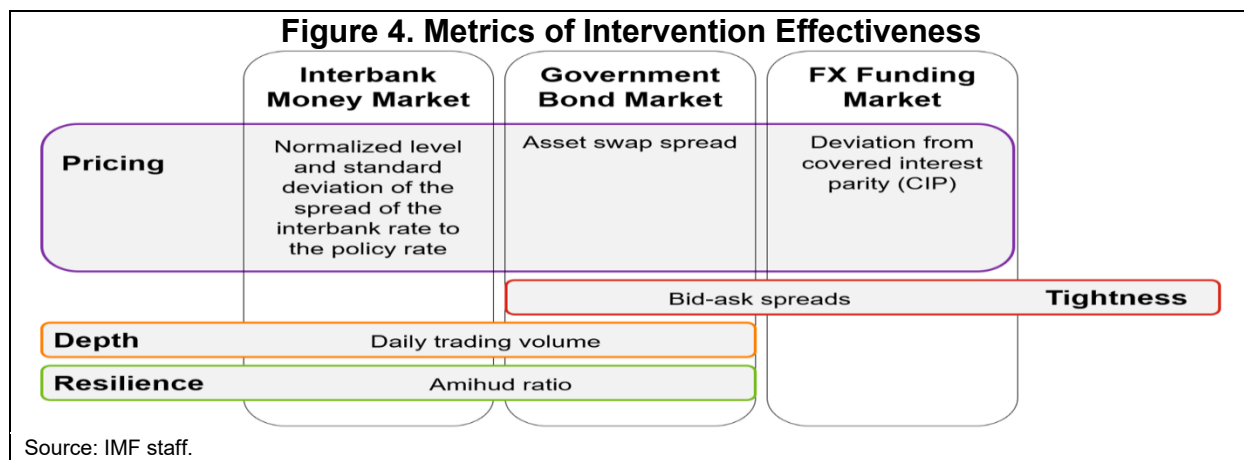 Figure 4. Metrics of Intervention Effectiveness
Interbank
Money Market
Government
Bond Market
FX Funding
Market
Pricing
Normalized level
and standard
deviation of the
spread of the
interbank rate to
the policy rate
Asset swap spread
Deviation from
covered interest
parity (CIP)
Bid-ask spreads
Tightness
Depth
Daily trading volume
Resilience
Amihud ratio
Source: IMF staff.